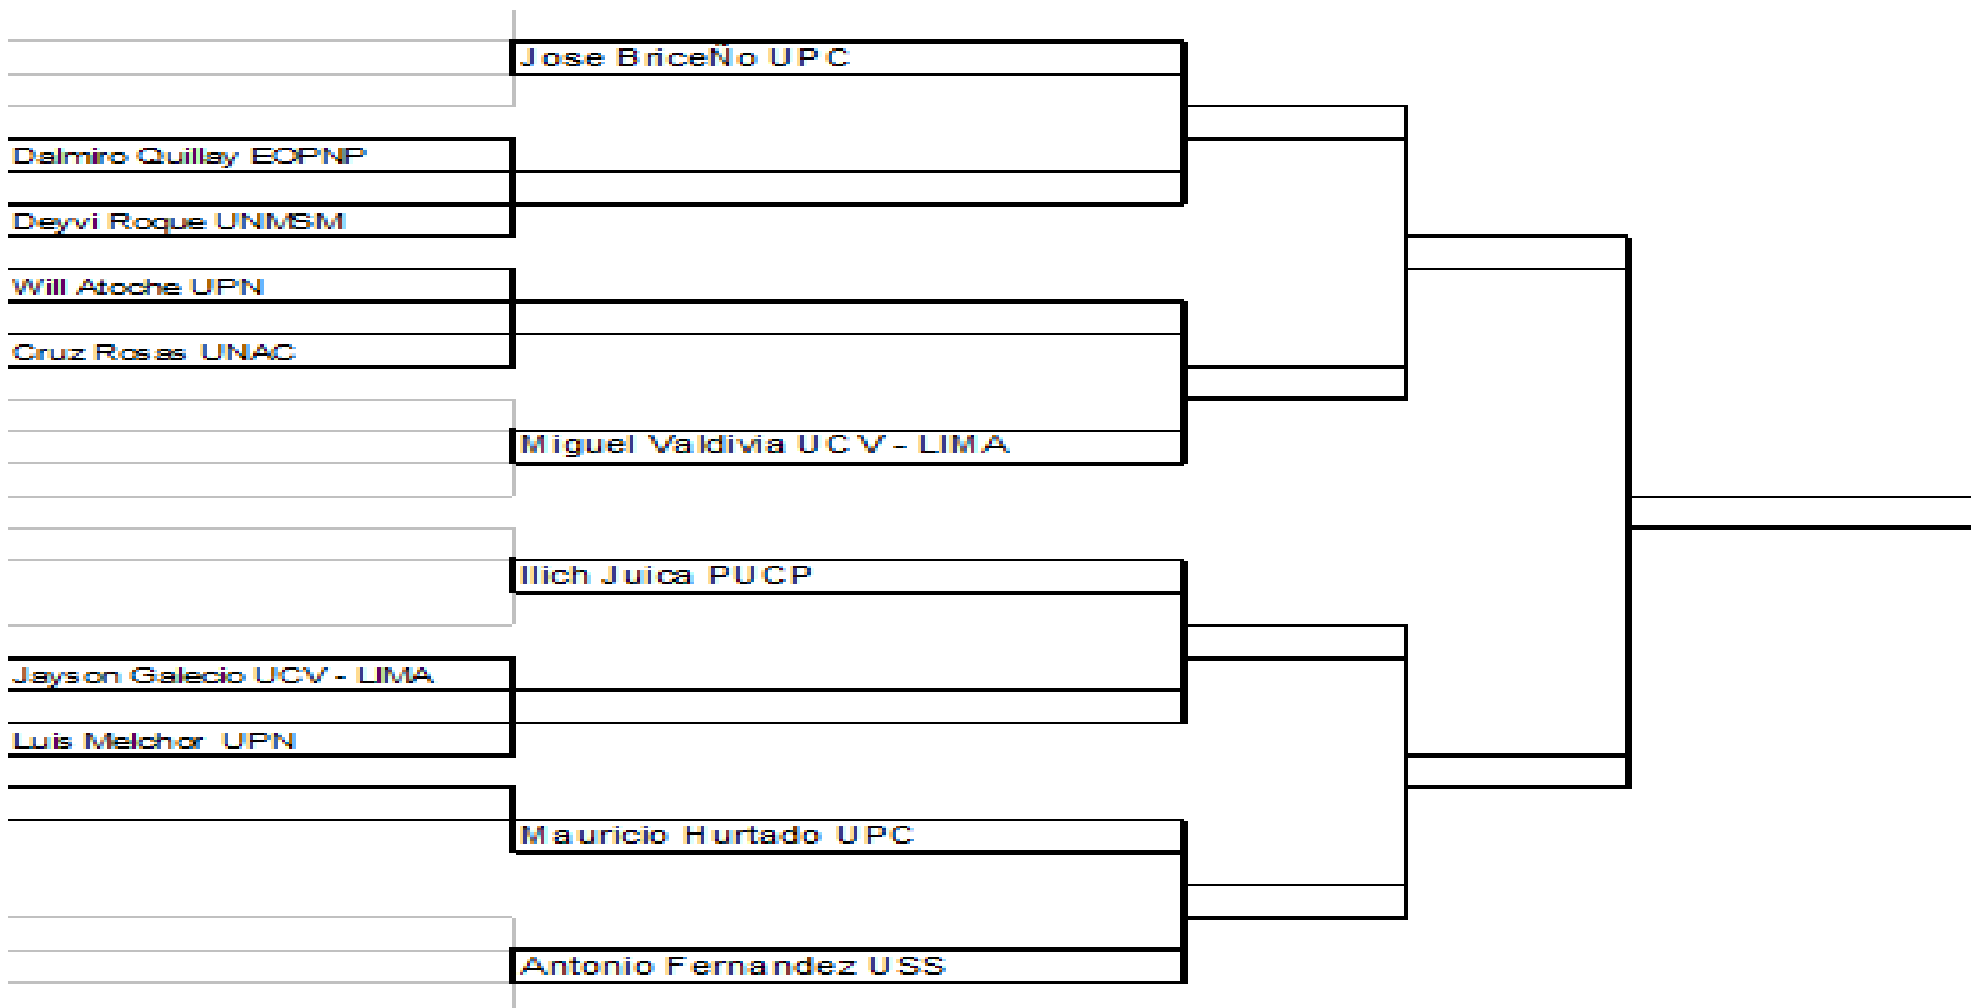 Jose BriceÑo UPC
Dalmiro Quillay EOPNP
Deyvi Roque UNMSM
Will Atoche UPN
Cruz Rosas UNAC
Miguel Valdivia UCV - LIMA
Ilich Juica PUCP
Jayson Galecio UCV - LIMA
Luis Melchor UPN
Mauricio Hurtado UPC
Antonio Fernandez USS